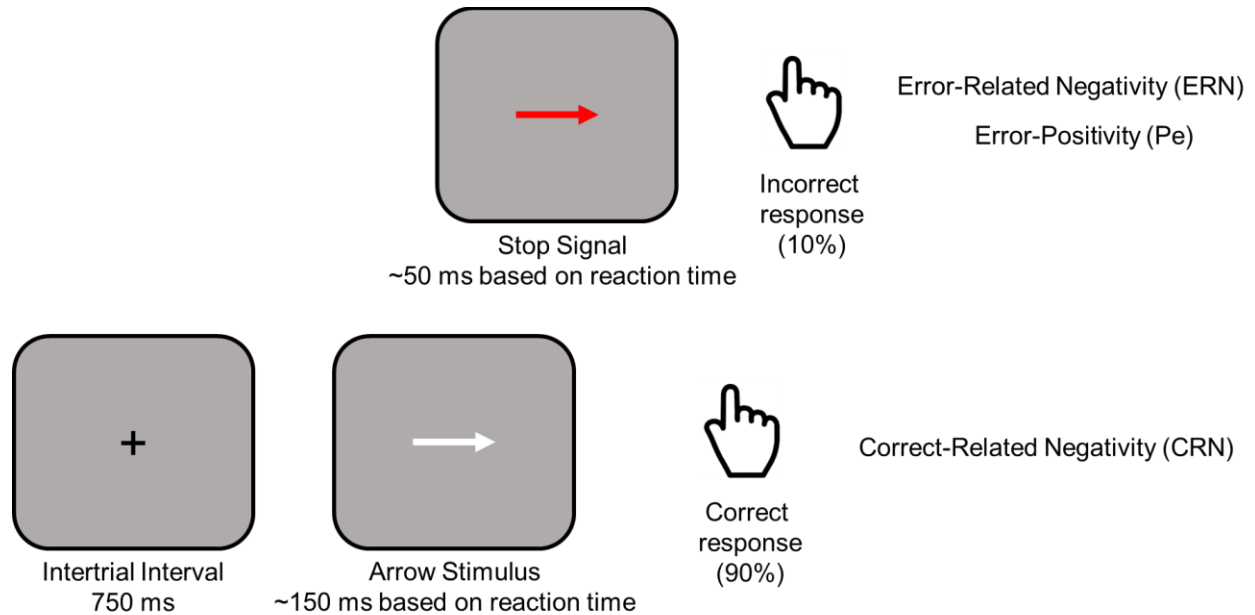 Error-Related Negativity (ERN)
Error-Positivity (Pe)
Incorrect
response
(10%)
Stop Signal
~50 ms based on reaction time
Correct-Related Negativity (CRN)
Correct
response
(90%)
Intertrial Interval
750 ms
Arrow Stimulus
~150 ms based on reaction time